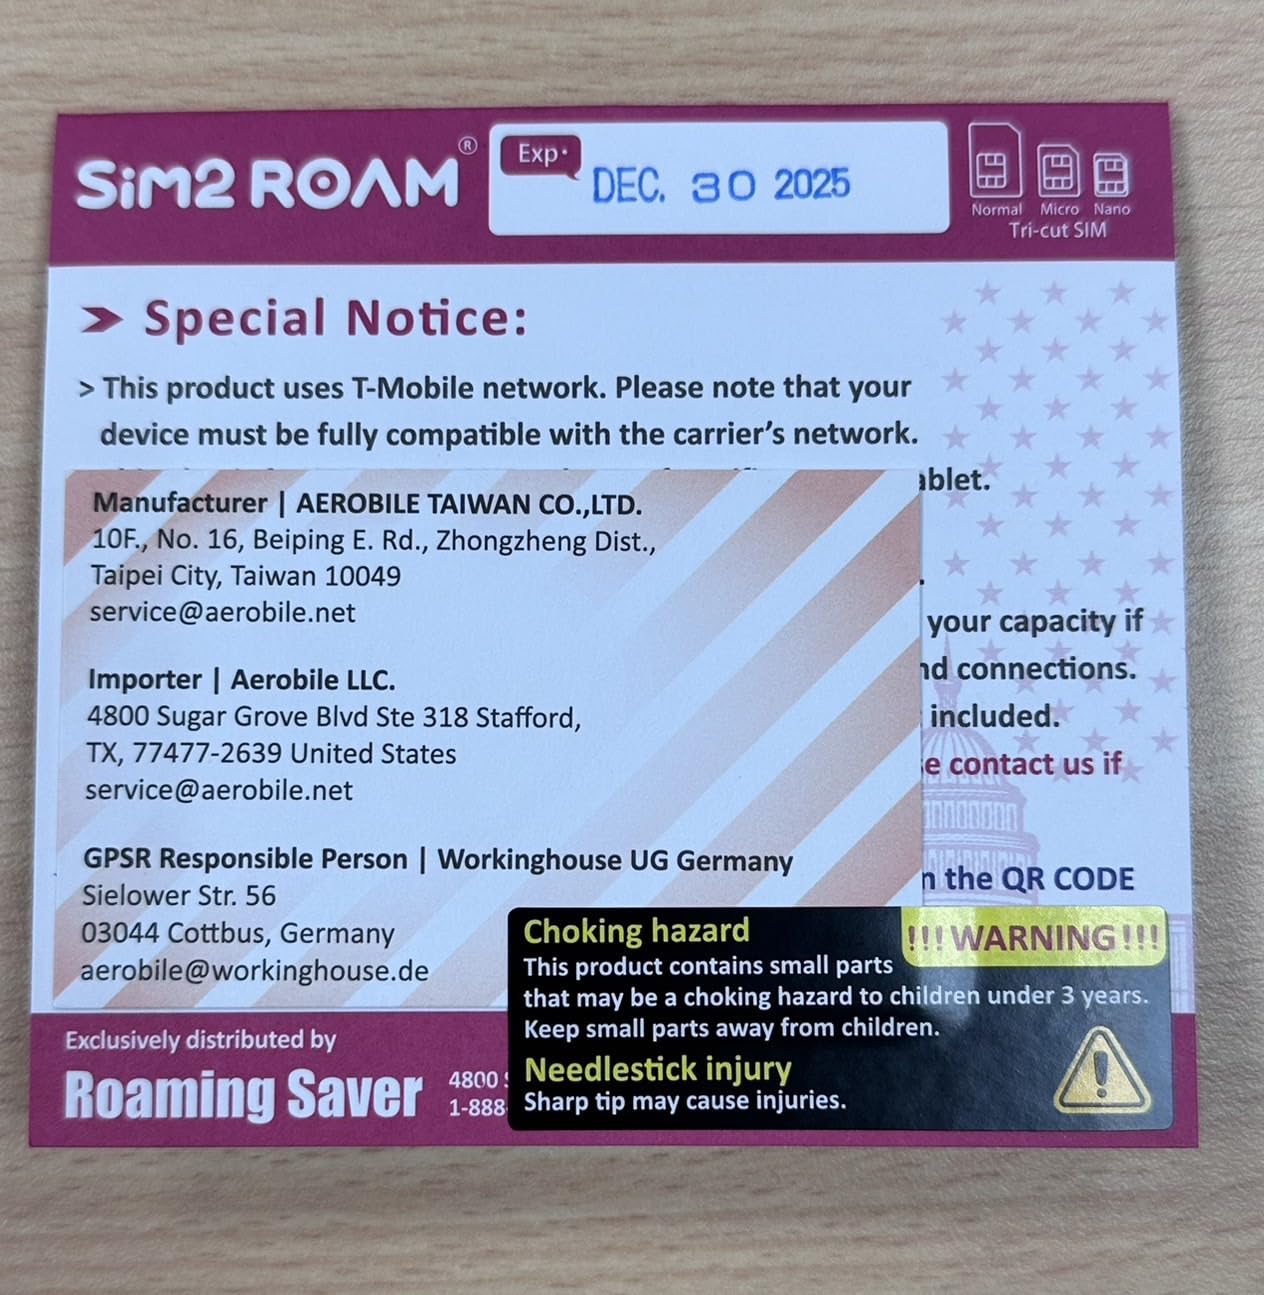 SiM2 ROAM®
Exp.
DEC. 30 2025
Normal Micro Nano
Tri-cut SIM
Special Notice:
> This product uses T-Mobile network. Please note that your
device must be fully compatible with the carrier's network.
Manufacturer | AEROBILE TAIWAN CO.,LTD.
10F., No. 16, Beiping E. Rd., Zhongzheng Dist.,
Taipei City, Taiwan 10049
service@aerobile.net
Importer | Aerobile LLC.
4800 Sugar Grove Blvd Ste 318 Stafford,
TX, 77477-2639 United States
service@aerobile.net
GPSR Responsible Person | Workinghouse UG Germany
Sielower Str. 56
03044 Cottbus, Germany
aerobile@workinghouse.de
your capacity if
connections.
included.
contact us if
the QR CODE
!!! WARNING !!!
Choking hazard
This product contains small parts
that may be a choking hazard to children under 3 years.
Keep small parts away from children.
Needlestick injury
Sharp tip may cause injuries.
Exclusively distributed by
Roaming Saver
4800
1-888-